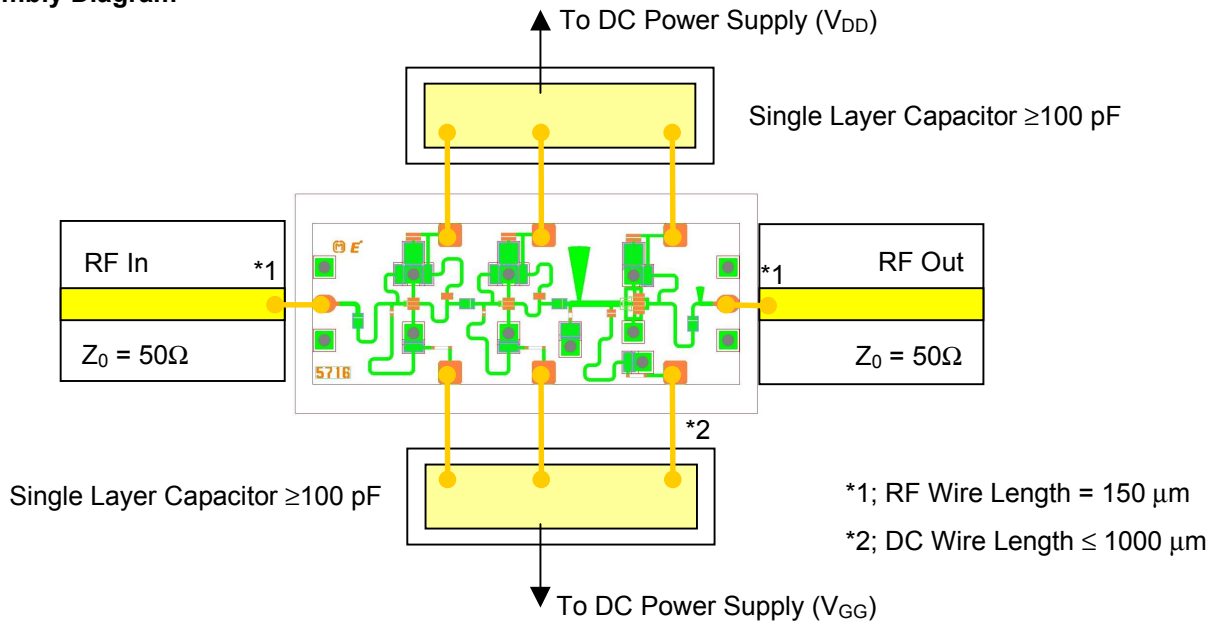 mbly Diagram
To DC Power Supply (VDD)
Single Layer Capacitor ≥100 pF
RF In
*1
*1
RF Out
Z0 = 50Ω
Z0 = 50Ω
5716
*2
Single Layer Capacitor ≥100 pF
*1; RF Wire Length = 150 μm
*2; DC Wire Length ≤ 1000 μm
To DC Power Supply (VGG)